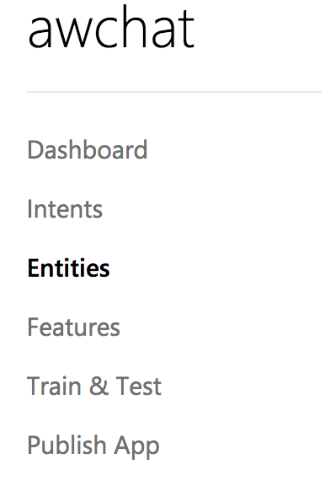 awchat
Dashboard
Intents
Entities
Features
Train & Test
Publish App